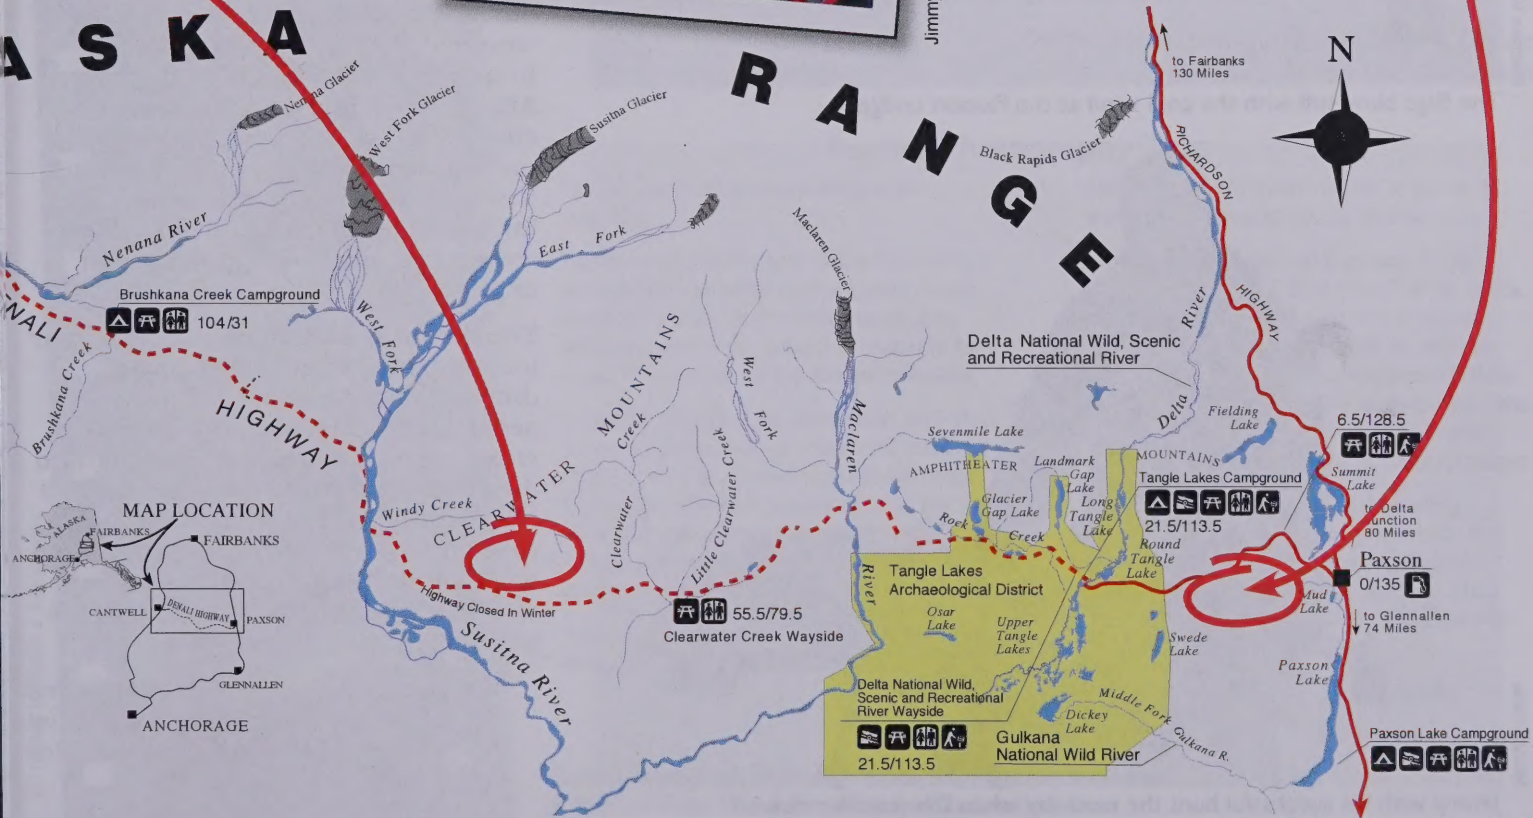 ASKA
RANGE
Jimm
N
to Fairbanks
130 Miles
RICHARDSON
HIGHWAY
Nenana Glacier
West Fork Glacier
Susitna Glacier
Black Rapids Glacier
Maclaren Glacier
Nenana River
East Fork
West
Fork
Brushkana Creek Campground
104/31
NALI
HIGHWAY
Brushkana Creek
MOUNTAINS
Creek
West
Fork
Maclaren
River
Delta National Wild, Scenic
and Recreational River
Delta
River
Fielding
Lake
6.5/128.5
Summit
Lake
Sevenmile Lake
AMPHITHEATER
MOUNTAINS
Landmark
Gap
Lake
Glacier
Gap Lake
Long
Tangle
Lake
Tangle Lakes Campground
21.5/113.5
Round
Tangle
Lake
Rock
Creek
to Delta
Junction
80 Miles
Paxson
0/135
Mud
Lake
to Glennallen
74 Miles
Windy Creek
CLEARWATER
Clearwater
Little Clearwater Creek
Highway Closed In Winter
55.5/79.5
Clearwater Creek Wayside
Susitna River
Tangle Lakes
Archaeological District
Osar
Lake
Upper
Tangle
Lakes
Swede
Lake
Paxson
Lake
Delta National Wild,
Scenic and Recreational
River Wayside
21.5/113.5
Dickey
Lake
Middle Fork Gulkana R.
Gulkana
National Wild River
Paxson Lake Campground
MAP LOCATION
ALASKA
FAIRBANKS
ANCHORAGE
FAIRBANKS
CANTWELL
DENALI HIGHWAY
PAXSON
GLENNALLEN
ANCHORAGE